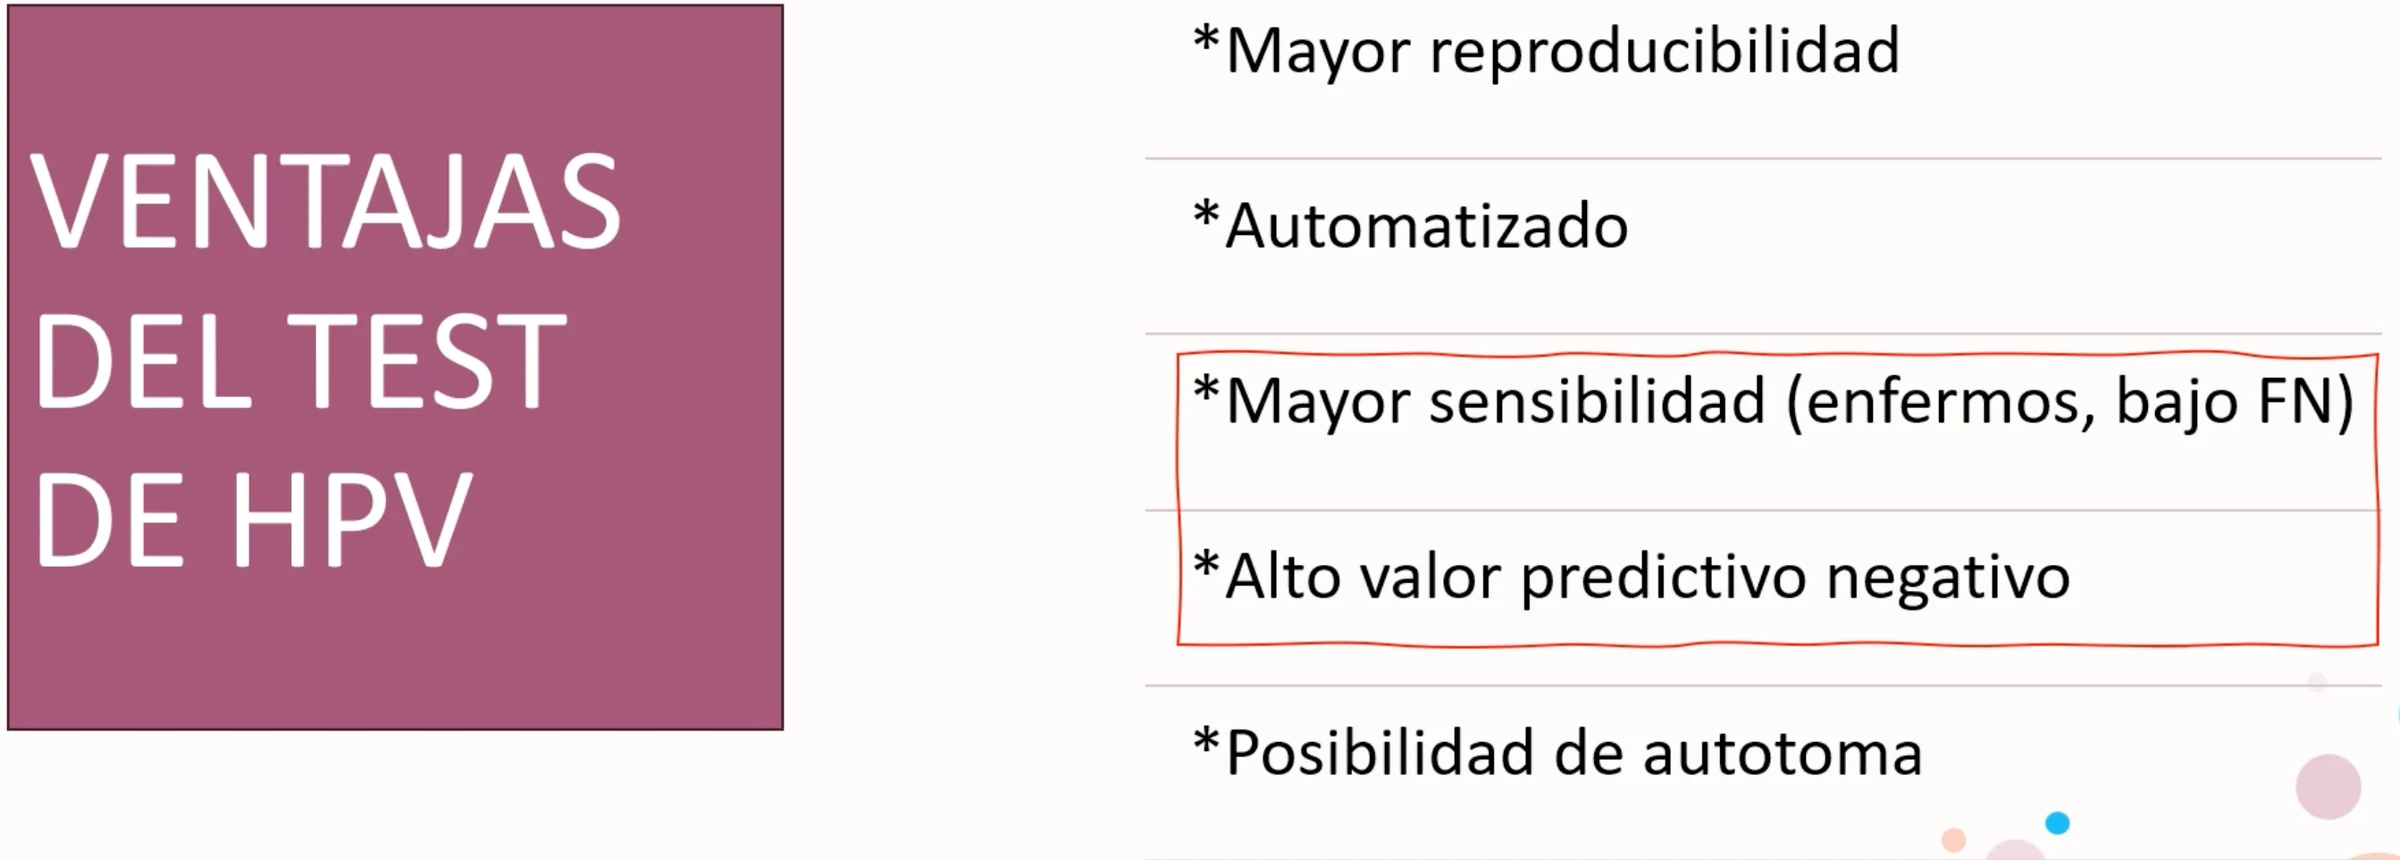 VENTAJAS
DEL TEST
DE HPV
*Mayor reproducibilidad
*Automatizado
*Mayor sensibilidad (enfermos, bajo FN)
*Alto valor predictivo negativo
*Posibilidad de autotoma